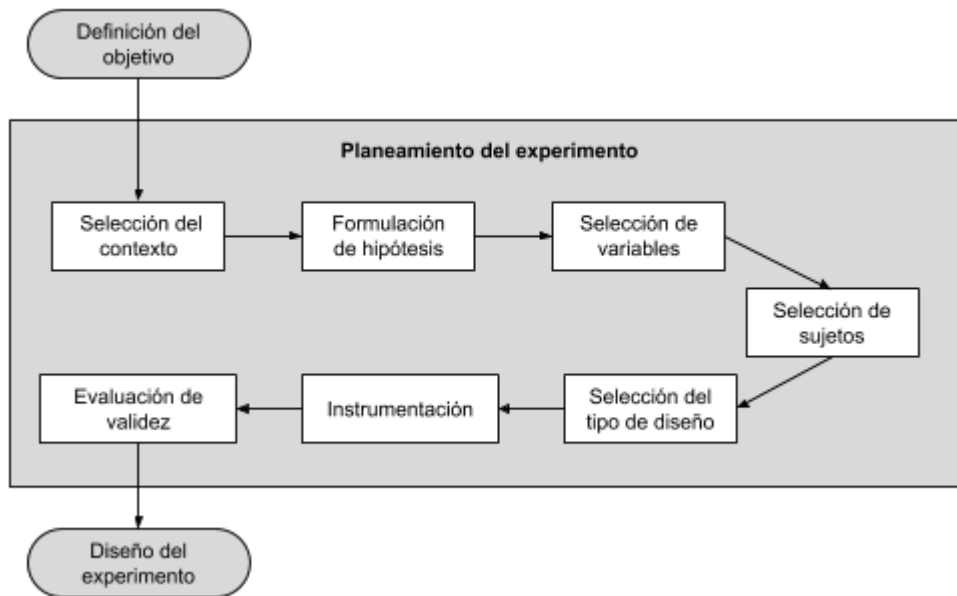 Definición del
objetivo
Planeamiento del experimento
Selección del
contexto
Formulación
de hipótesis
Selección de
variables
Selección de
sujetos
Selección del
tipo de diseño
Instrumentación
Evaluación de
validez
Diseño del
experimento